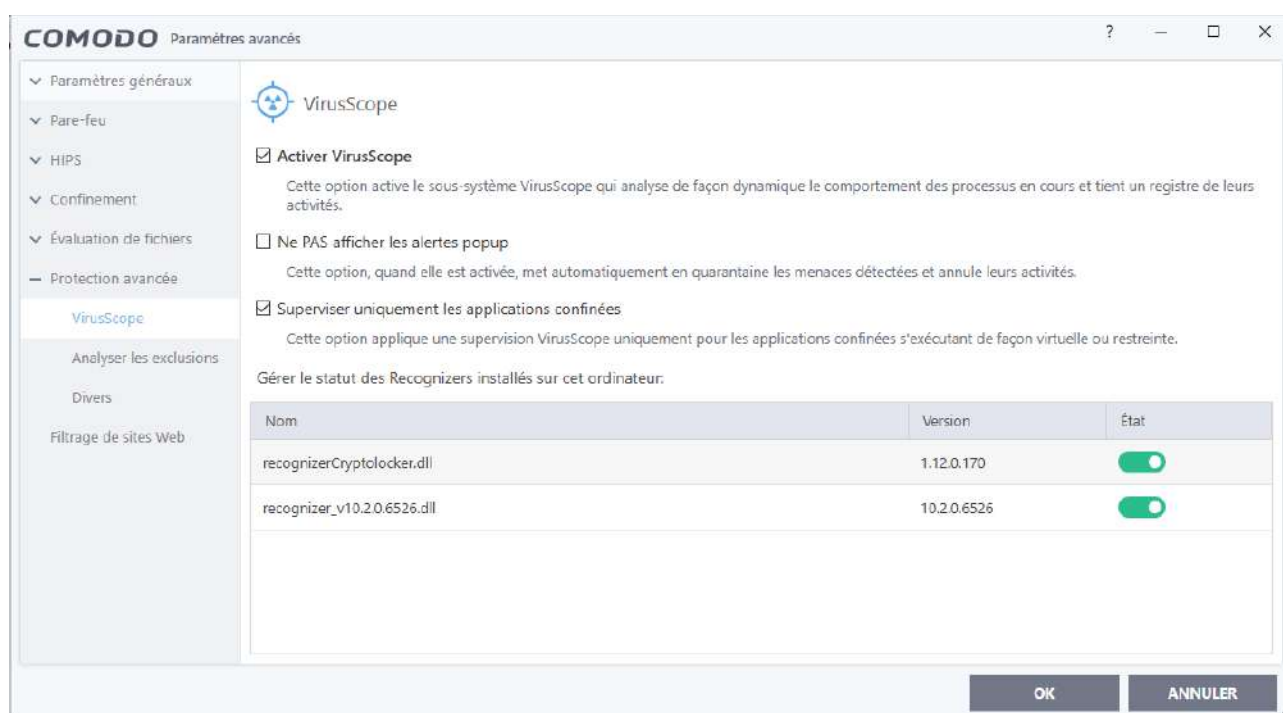 COMODO Paramétres avancés
?
Paramètres généraux
Pare-feu
HIPS
Confinement
Évaluation de fichiers
Protection avancée
VirusScope
Analyser les exclusions
Divers
Filtrage de sites Web
VirusScope
Activer VirusScope
Cette option active le sous-système VirusScope qui analyse de façon dynamique le comportement des processus en cours et tient un registre de leurs
activités.
Ne PAS afficher les alertes popup
Cette option, quand elle est activée, met automatiquement en quarantaine les menaces détectées et annule leurs activités.
Superviser uniquement les applications confinées
Cette option applique une supervision VirusScope uniquement pour les applications confinées s'exécutant de façon virtuelle ou restreinte.
Gérer le statut des Recognizers installés sur cet ordinateur:
Nom Version État
recognizerCryptolocker.dll 1.12.0.170
recognizer_v10.2.0.6526.dll 10.2.0.6526
OK ANNULER